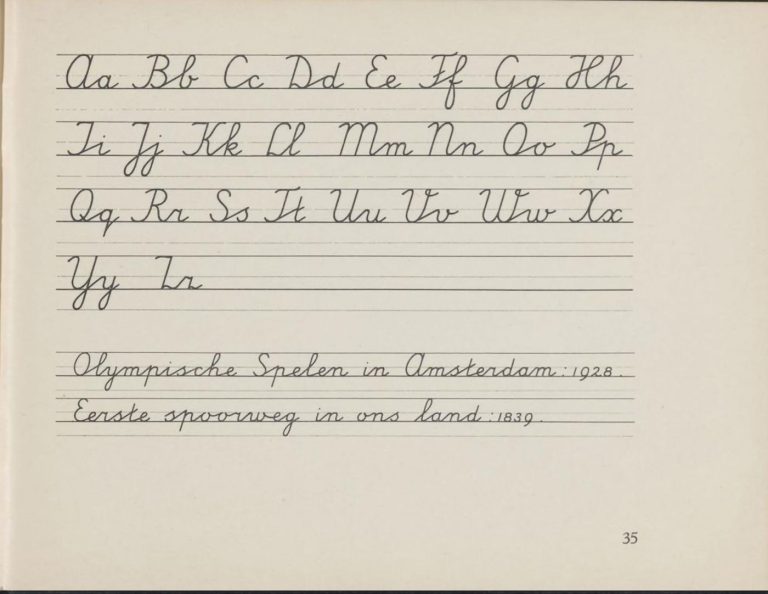 Aa Bb Cc Dd Ee Ff Gg Hh
Ii Jj Kk Ll Mm Nn Oo Pp
Qq Rr Ss Tt Uu Vv Ww Xx
Yy Zz
Olympische Spelen in Amsterdam: 1928.
Eerste spoorweg in ons land: 1839.
35